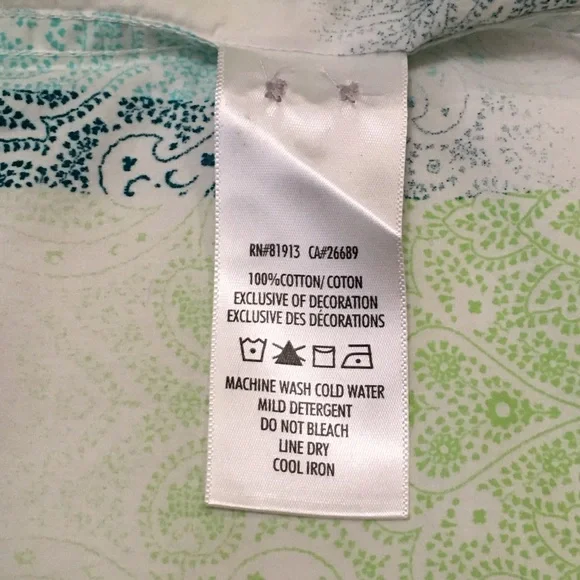 RN#81913 CA#26689
100%COTTON/COTON
EXCLUSIVE OF DECORATION
EXCLUSIVE DES DÉCORATIONS
MACHINE WASH COLD WATER
MILD DETERGENT
DO NOT BLEACH
LINE DRY
COOL IRON